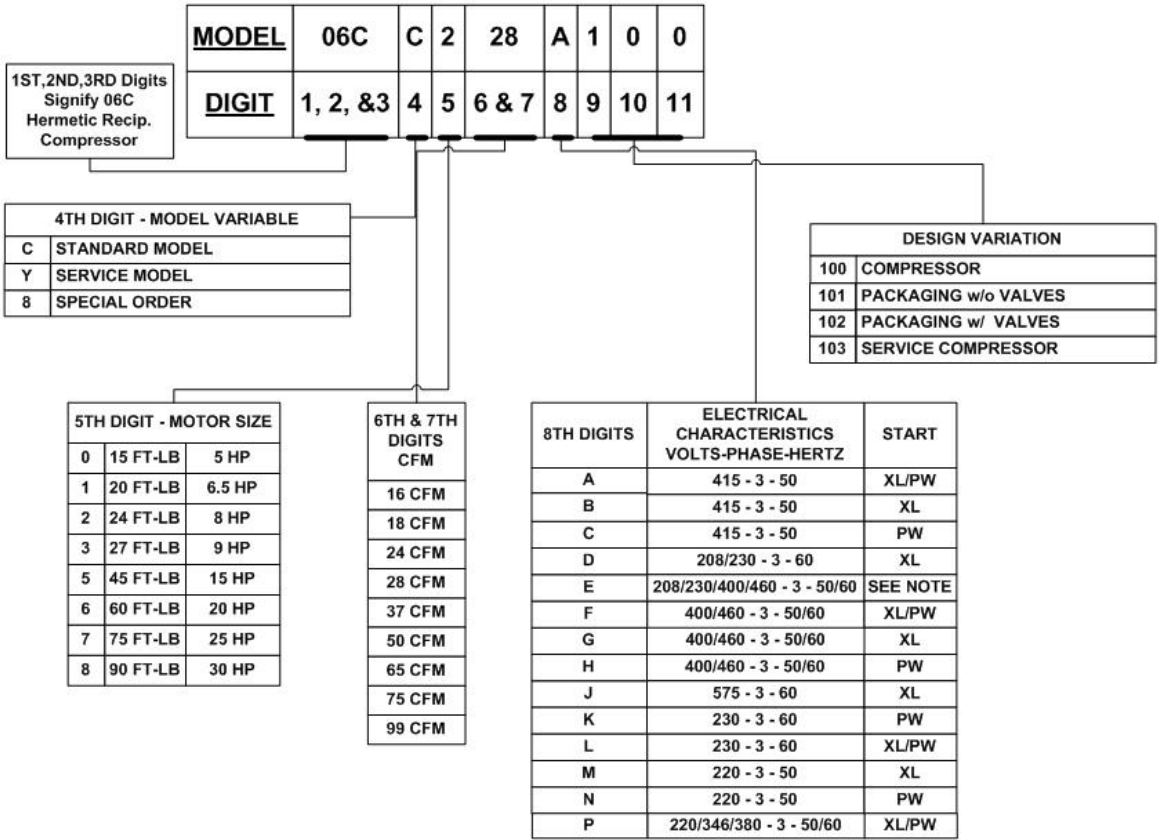 MODEL 06C C 2 28 A 1 0 0
DIGIT 1, 2, &3 4 5 6 & 7 8 9 10 11
1ST,2ND,3RD Digits
Signify 06C
Hermetic Recip.
Compressor
4TH DIGIT - MODEL VARIABLE
C STANDARD MODEL
Y SERVICE MODEL
8 SPECIAL ORDER
DESIGN VARIATION
100 COMPRESSOR
101 PACKAGING w/o VALVES
102 PACKAGING w/ VALVES
103 SERVICE COMPRESSOR
5TH DIGIT - MOTOR SIZE
0 15 FT-LB 5 HP
1 20 FT-LB 6.5 HP
2 24 FT-LB 8 HP
3 27 FT-LB 9 HP
5 45 FT-LB 15 HP
6 60 FT-LB 20 HP
7 75 FT-LB 25 HP
8 90 FT-LB 30 HP
6TH & 7TH
DIGITS
CFM
16 CFM
18 CFM
24 CFM
28 CFM
37 CFM
50 CFM
65 CFM
75 CFM
99 CFM
8TH DIGITS
ELECTRICAL
CHARACTERISTICS
VOLTS-PHASE-HERTZ
START
A 415 - 3 - 50 XL/PW
B 415 - 3 - 50 XL
C 415 - 3 - 50 PW
D 208/230 - 3 - 60 XL
E 208/230/400/460 - 3 - 50/60 SEE NOTE
F 400/460 - 3 - 50/60 XL/PW
G 400/460 - 3 - 50/60 XL
H 400/460 - 3 - 50/60 PW
J 575 - 3 - 60 XL
K 230 - 3 - 60 PW
L 230 - 3 - 60 XL/PW
M 220 - 3 - 50 XL
N 220 - 3 - 50 PW
P 220/346/380 - 3 - 50/60 XL/PW